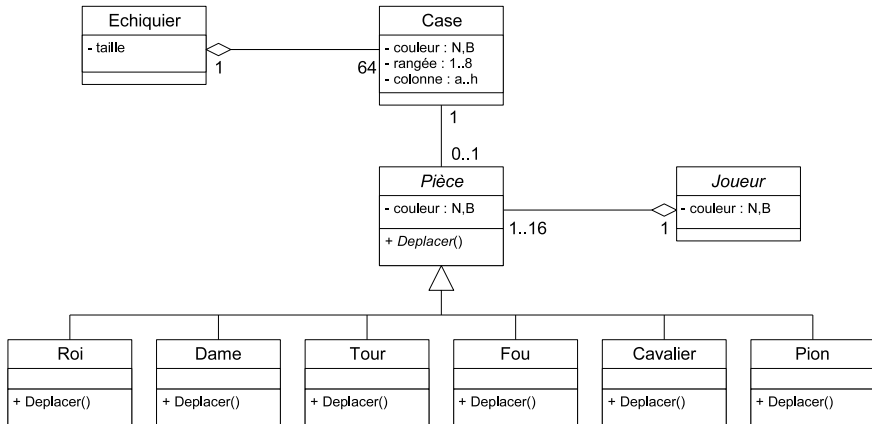 Echiquier
- taille
1
64
Case
- couleur : N,B
- rangée : 1..8
- colonne : a..h
1
0..1
Pièce
- couleur : N,B
+ Deplacer()
1..16
1
Joueur
- couleur : N,B
Roi
+ Deplacer()
Dame
+ Deplacer()
Tour
+ Deplacer()
Fou
+ Deplacer()
Cavalier
+ Deplacer()
Pion
+ Deplacer()